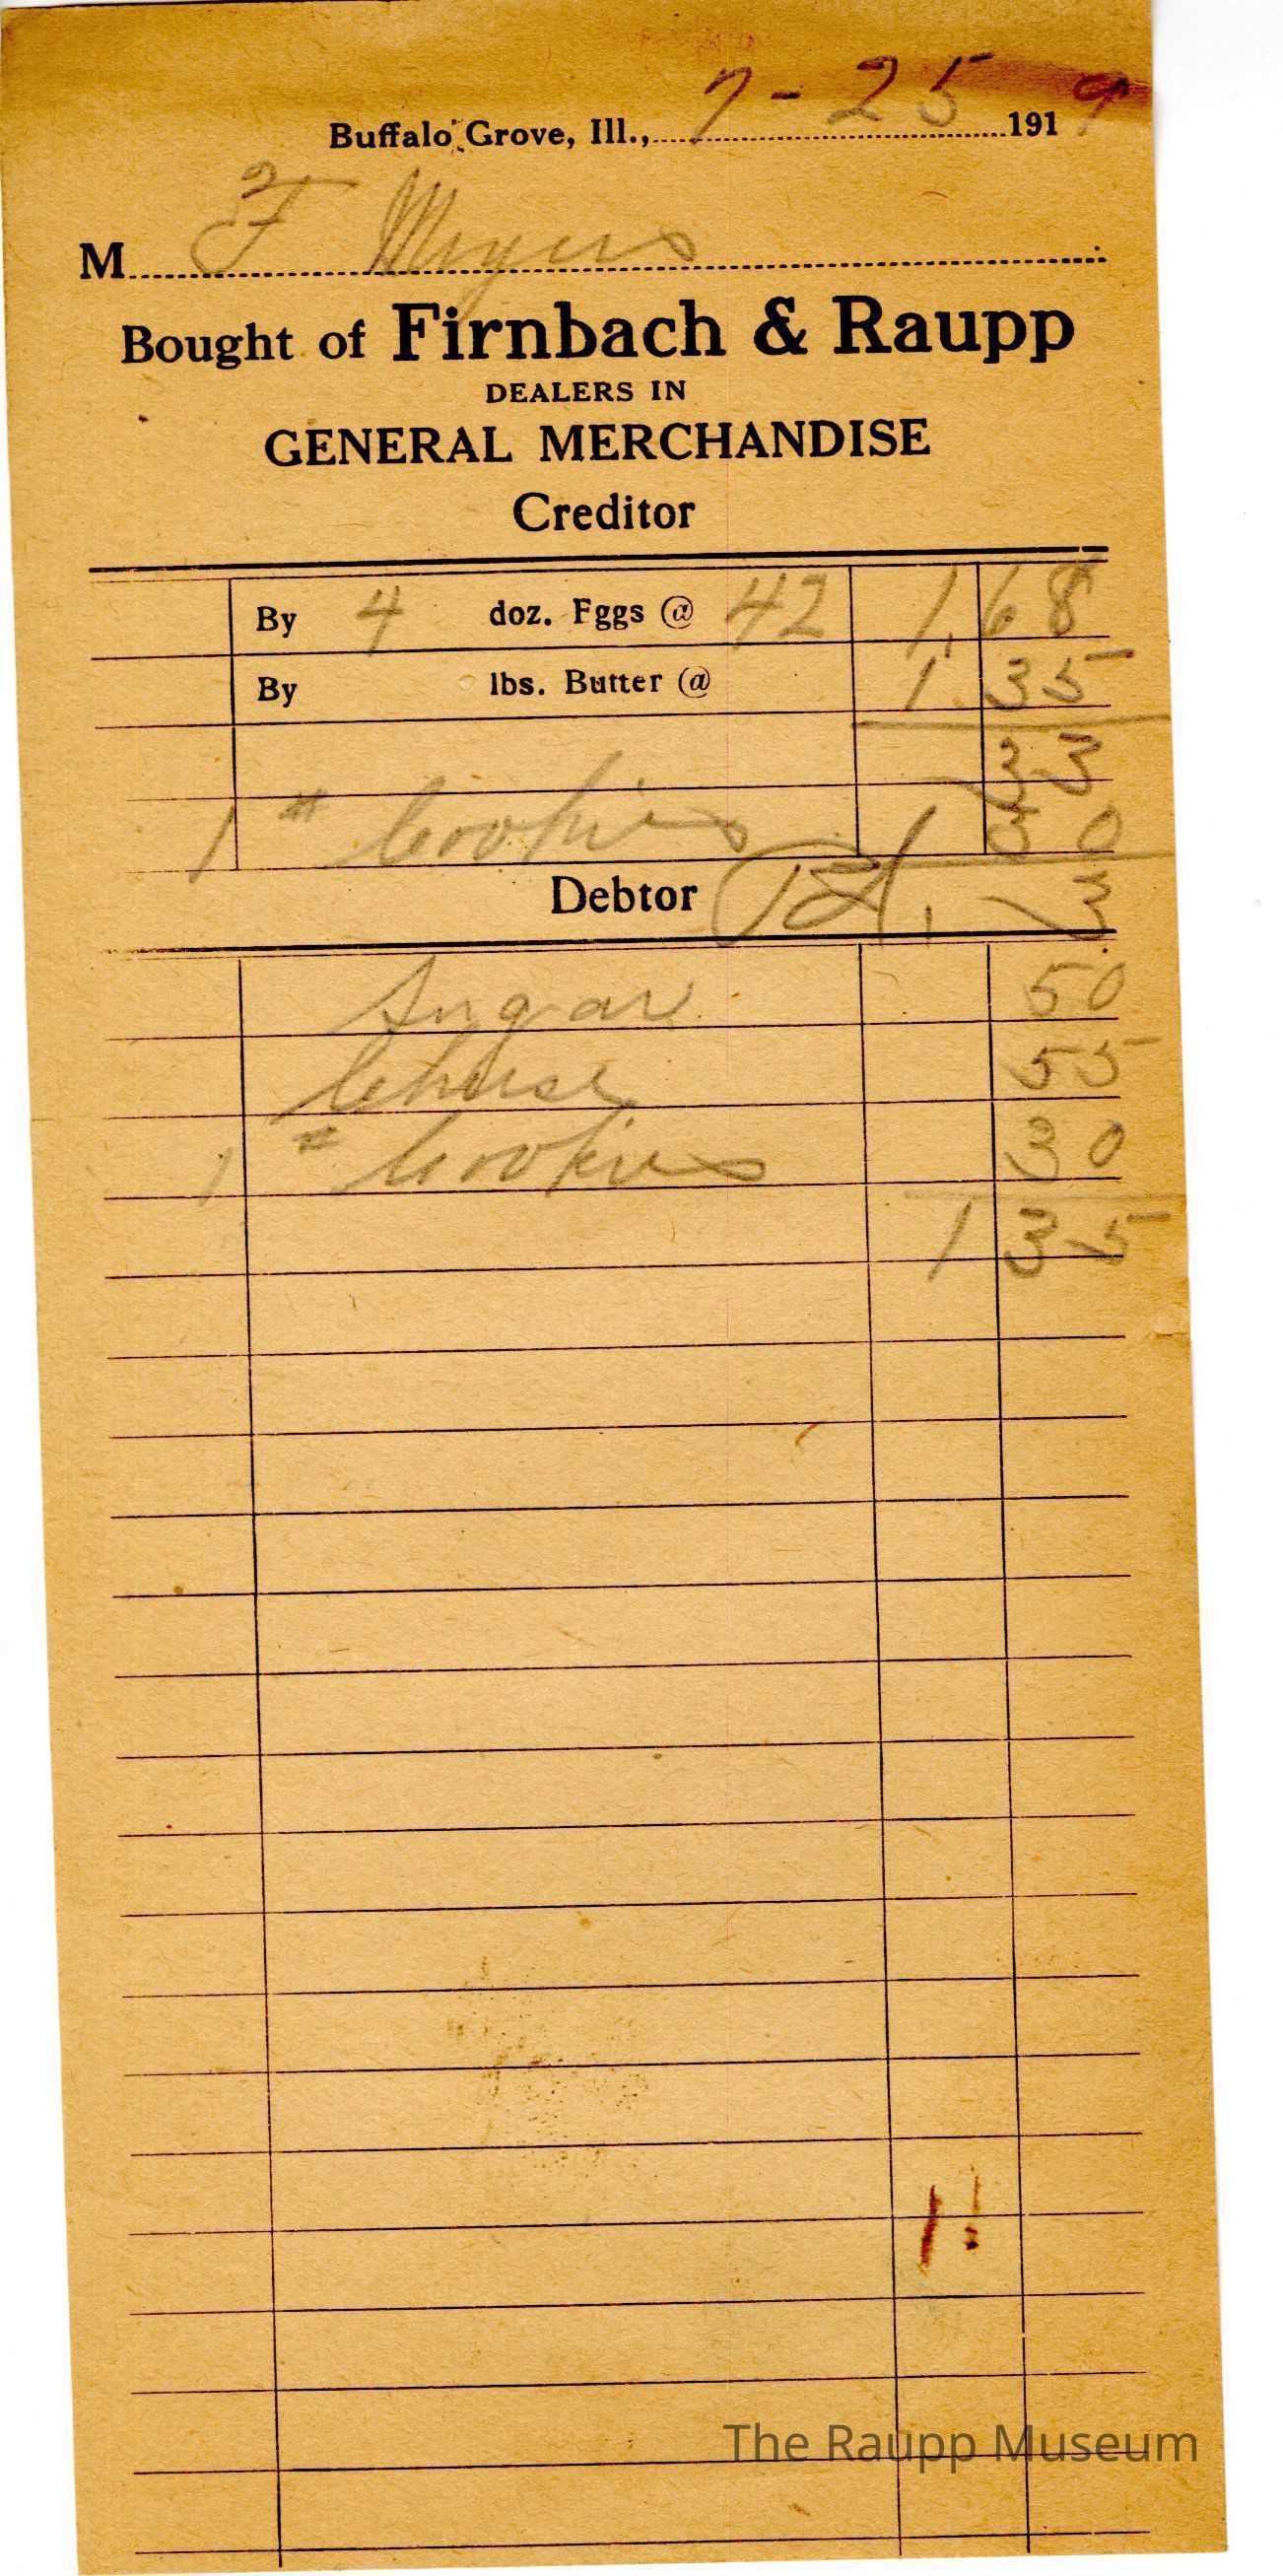 Buffalo Grove, Ill., 7-25 1919
M F Meyers
Bought of Firnbach & Raupp
DEALERS IN
GENERAL MERCHANDISE
Creditor
By 4 doz. Eggs @ 42 1.68
By lbs. Butter @ 1.35
33
1 # Cookies 30
Debtor Pd. 3
Sugar 50
Cheese 55
1 # Cookies 30
1 35
The Raupp Museum